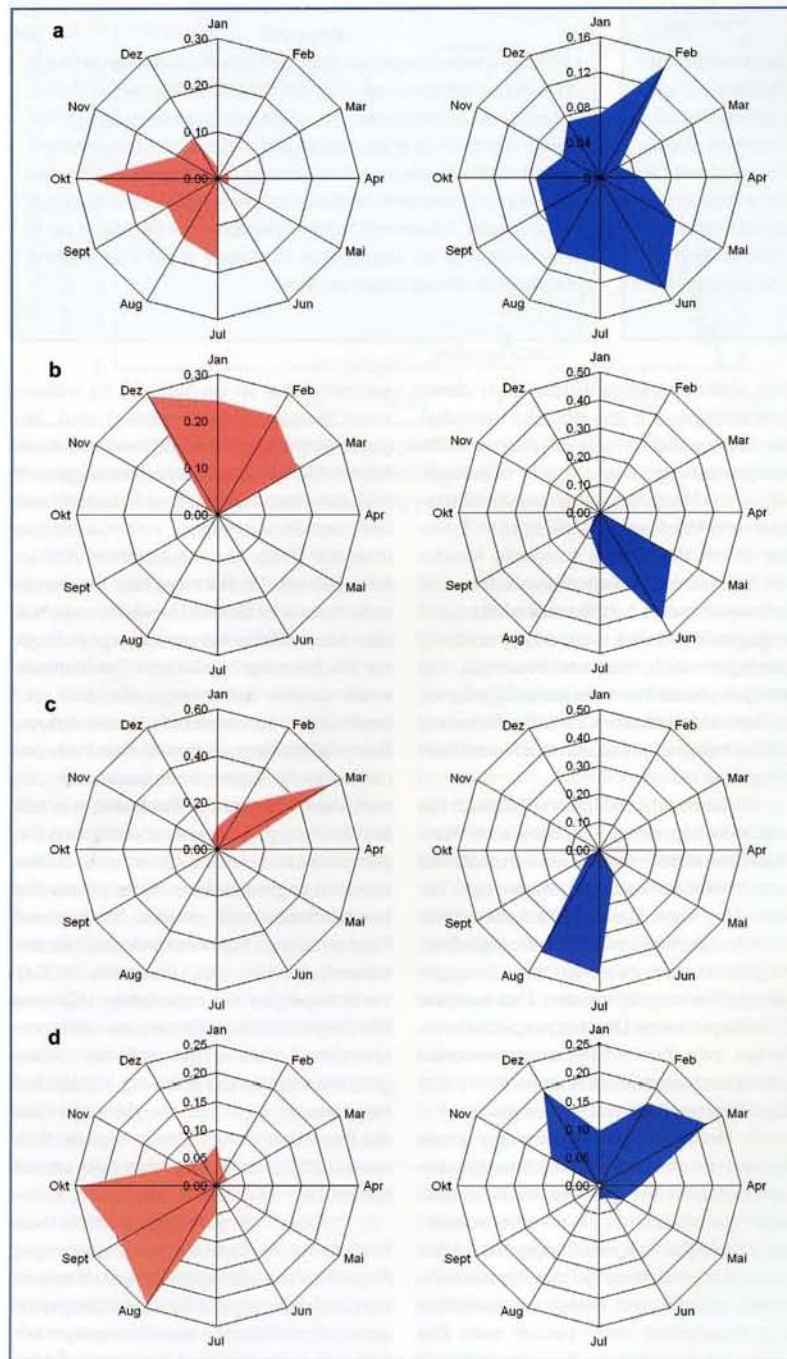 a
Jan
0.30
Dez
Feb
Nov
Mar
0.10
Okt
0.00
Apr
Sept
Mai
Aug
Jun
Jul
Jan
0.16
Dez
Feb
0.12
Nov
Mar
0.08
0.04
Okt
Apr
Sept
Mai
Aug
Jun
Jul
b
Jan
0.30
Dez
Feb
0.20
Nov
Mar
0.10
Okt
0.00
Apr
Sept
Mai
Aug
Jun
Jul
Jan
0.50
Dez
Feb
0.40
0.30
Nov
Mar
0.20
0.10
Okt
0.00
Apr
Sept
Mai
Aug
Jun
Jul
c
Jan
0.60
Dez
Feb
0.40
Nov
Mar
0.20
Okt
0.00
Apr
Sept
Mai
Aug
Jun
Jul
Jan
0.50
Dez
Feb
0.40
0.30
Nov
Mar
0.20
0.10
Okt
0.00
Apr
Sept
Mai
Aug
Jun
Jul
d
Jan
0.25
Dez
Feb
0.20
0.15
Nov
Mar
0.10
0.05
Okt
0.00
Apr
Sept
Mai
Aug
Jun
Jul
Jan
0.25
Dez
Feb
0.20
0.15
Nov
Mar
0.10
0.05
Okt
0.00
Apr
Sept
Mai
Aug
Jun
Jul